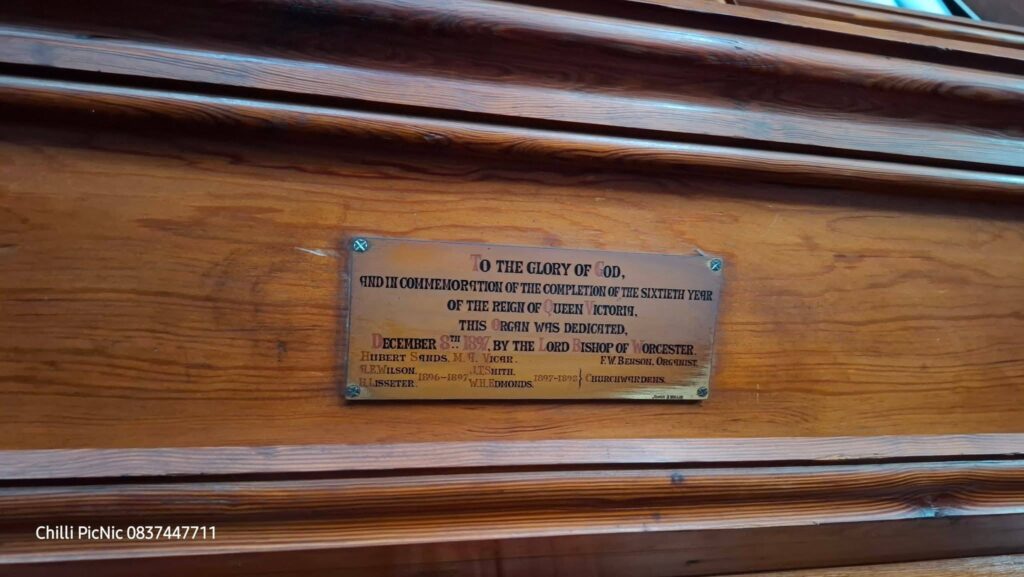 TO THE GLORY OF GOD,
AND IN COMMEMORATION OF THE COMPLETION OF THE SIXTIETH YEAR
OF THE REIGN OF QUEEN VICTORIA,
THIS ORGAN WAS DEDICATED,
DECEMBER 8TH 1897, BY THE LORD BISHOP OF WORCESTER.
HUBERT SANDS, M.A. VICAR. F.W. BENSON, ORGANIST.
A.E. WILSON. J.T. SMITH.
1896-1897 1897-1898 } CHURCHWARDENS.
H. LISSETER. W.H. EDMONDS.
Chilli PicNic 0837447711